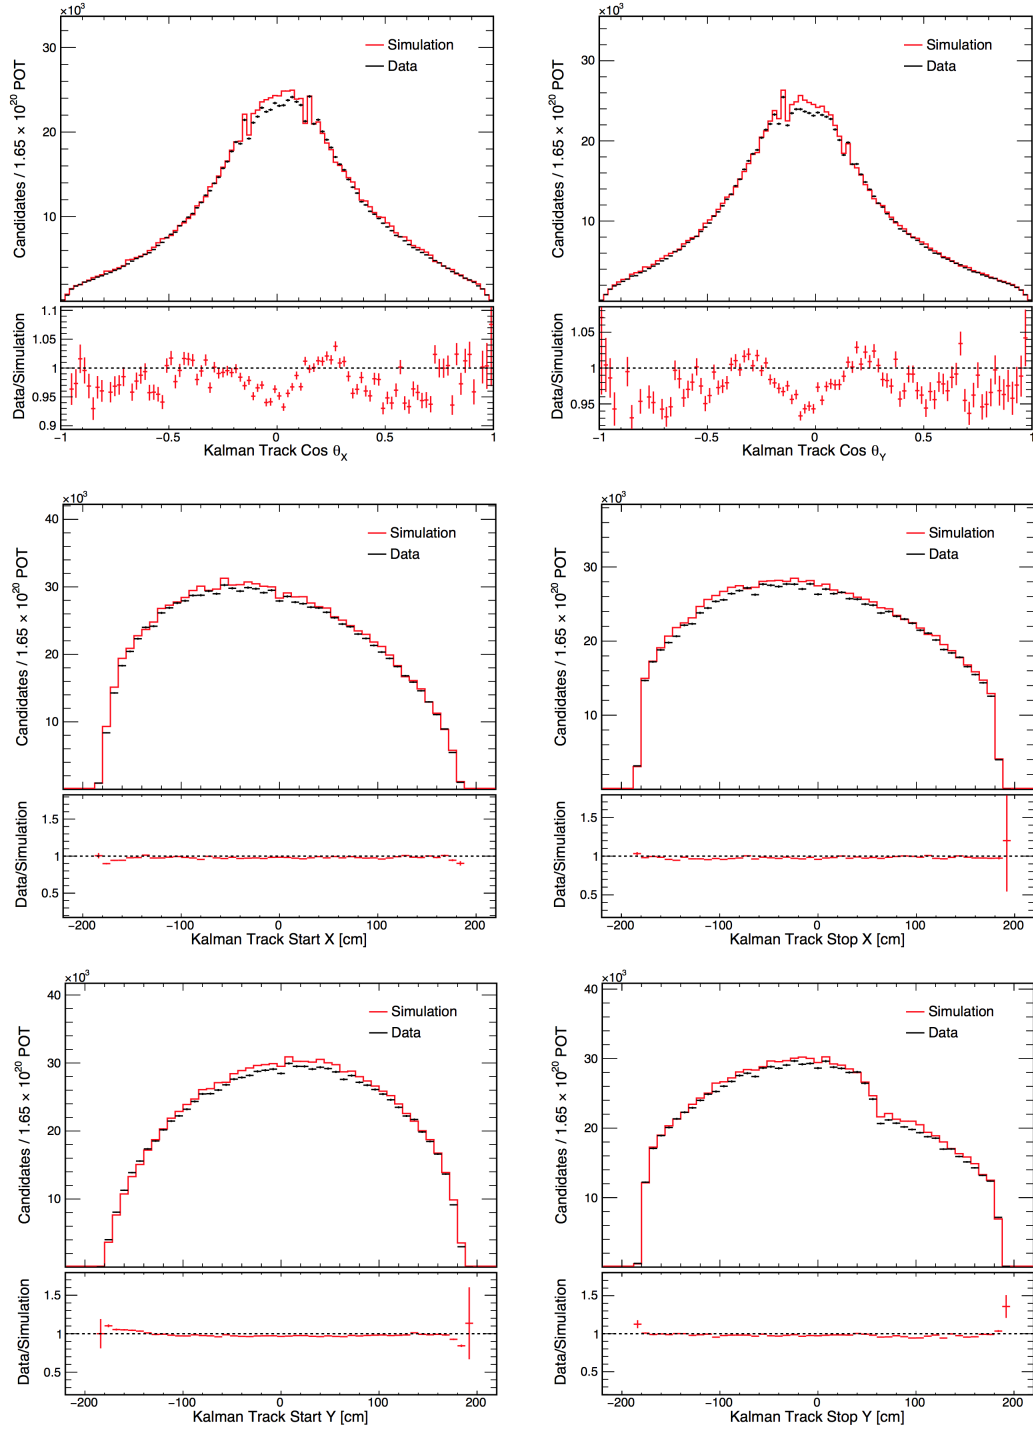 ×10³
Candidates / 1.65 × 10²⁰ POT
30
20
10
Simulation
Data
Data/Simulation
1.1
1.05
1
0.95
0.9
−1 −0.5 0 0.5 1
Kalman Track Cos θX
×10³
Candidates / 1.65 × 10²⁰ POT
30
20
10
Simulation
Data
Data/Simulation
1.05
1
0.95
−1 −0.5 0 0.5 1
Kalman Track Cos θY
×10³
Candidates / 1.65 × 10²⁰ POT
40
30
20
10
Simulation
Data
Data/Simulation
1.5
1
0.5
−200 −100 0 100 200
Kalman Track Start X [cm]
×10³
Candidates / 1.65 × 10²⁰ POT
30
20
10
Simulation
Data
Data/Simulation
1.5
1
0.5
−200 −100 0 100 200
Kalman Track Stop X [cm]
×10³
Candidates / 1.65 × 10²⁰ POT
40
30
20
10
Simulation
Data
Data/Simulation
1.5
1
0.5
−200 −100 0 100 200
Kalman Track Start Y [cm]
×10³
Candidates / 1.65 × 10²⁰ POT
40
30
20
10
Simulation
Data
Data/Simulation
1.5
1
0.5
−200 −100 0 100 200
Kalman Track Stop Y [cm]